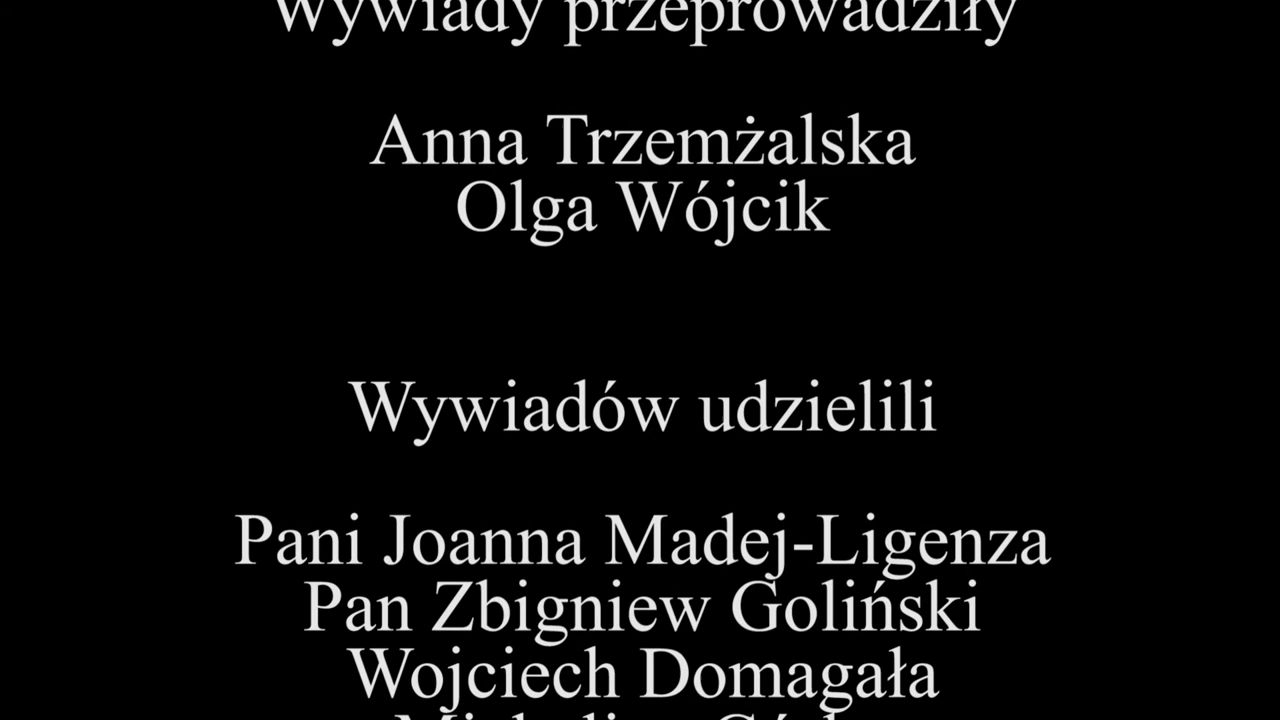 Wywiady przeprowadziły
Anna Trzemżalska
Olga Wójcik
Wywiadów udzielili
Pani Joanna Madej-Ligenza
Pan Zbigniew Goliński
Wojciech Domagała